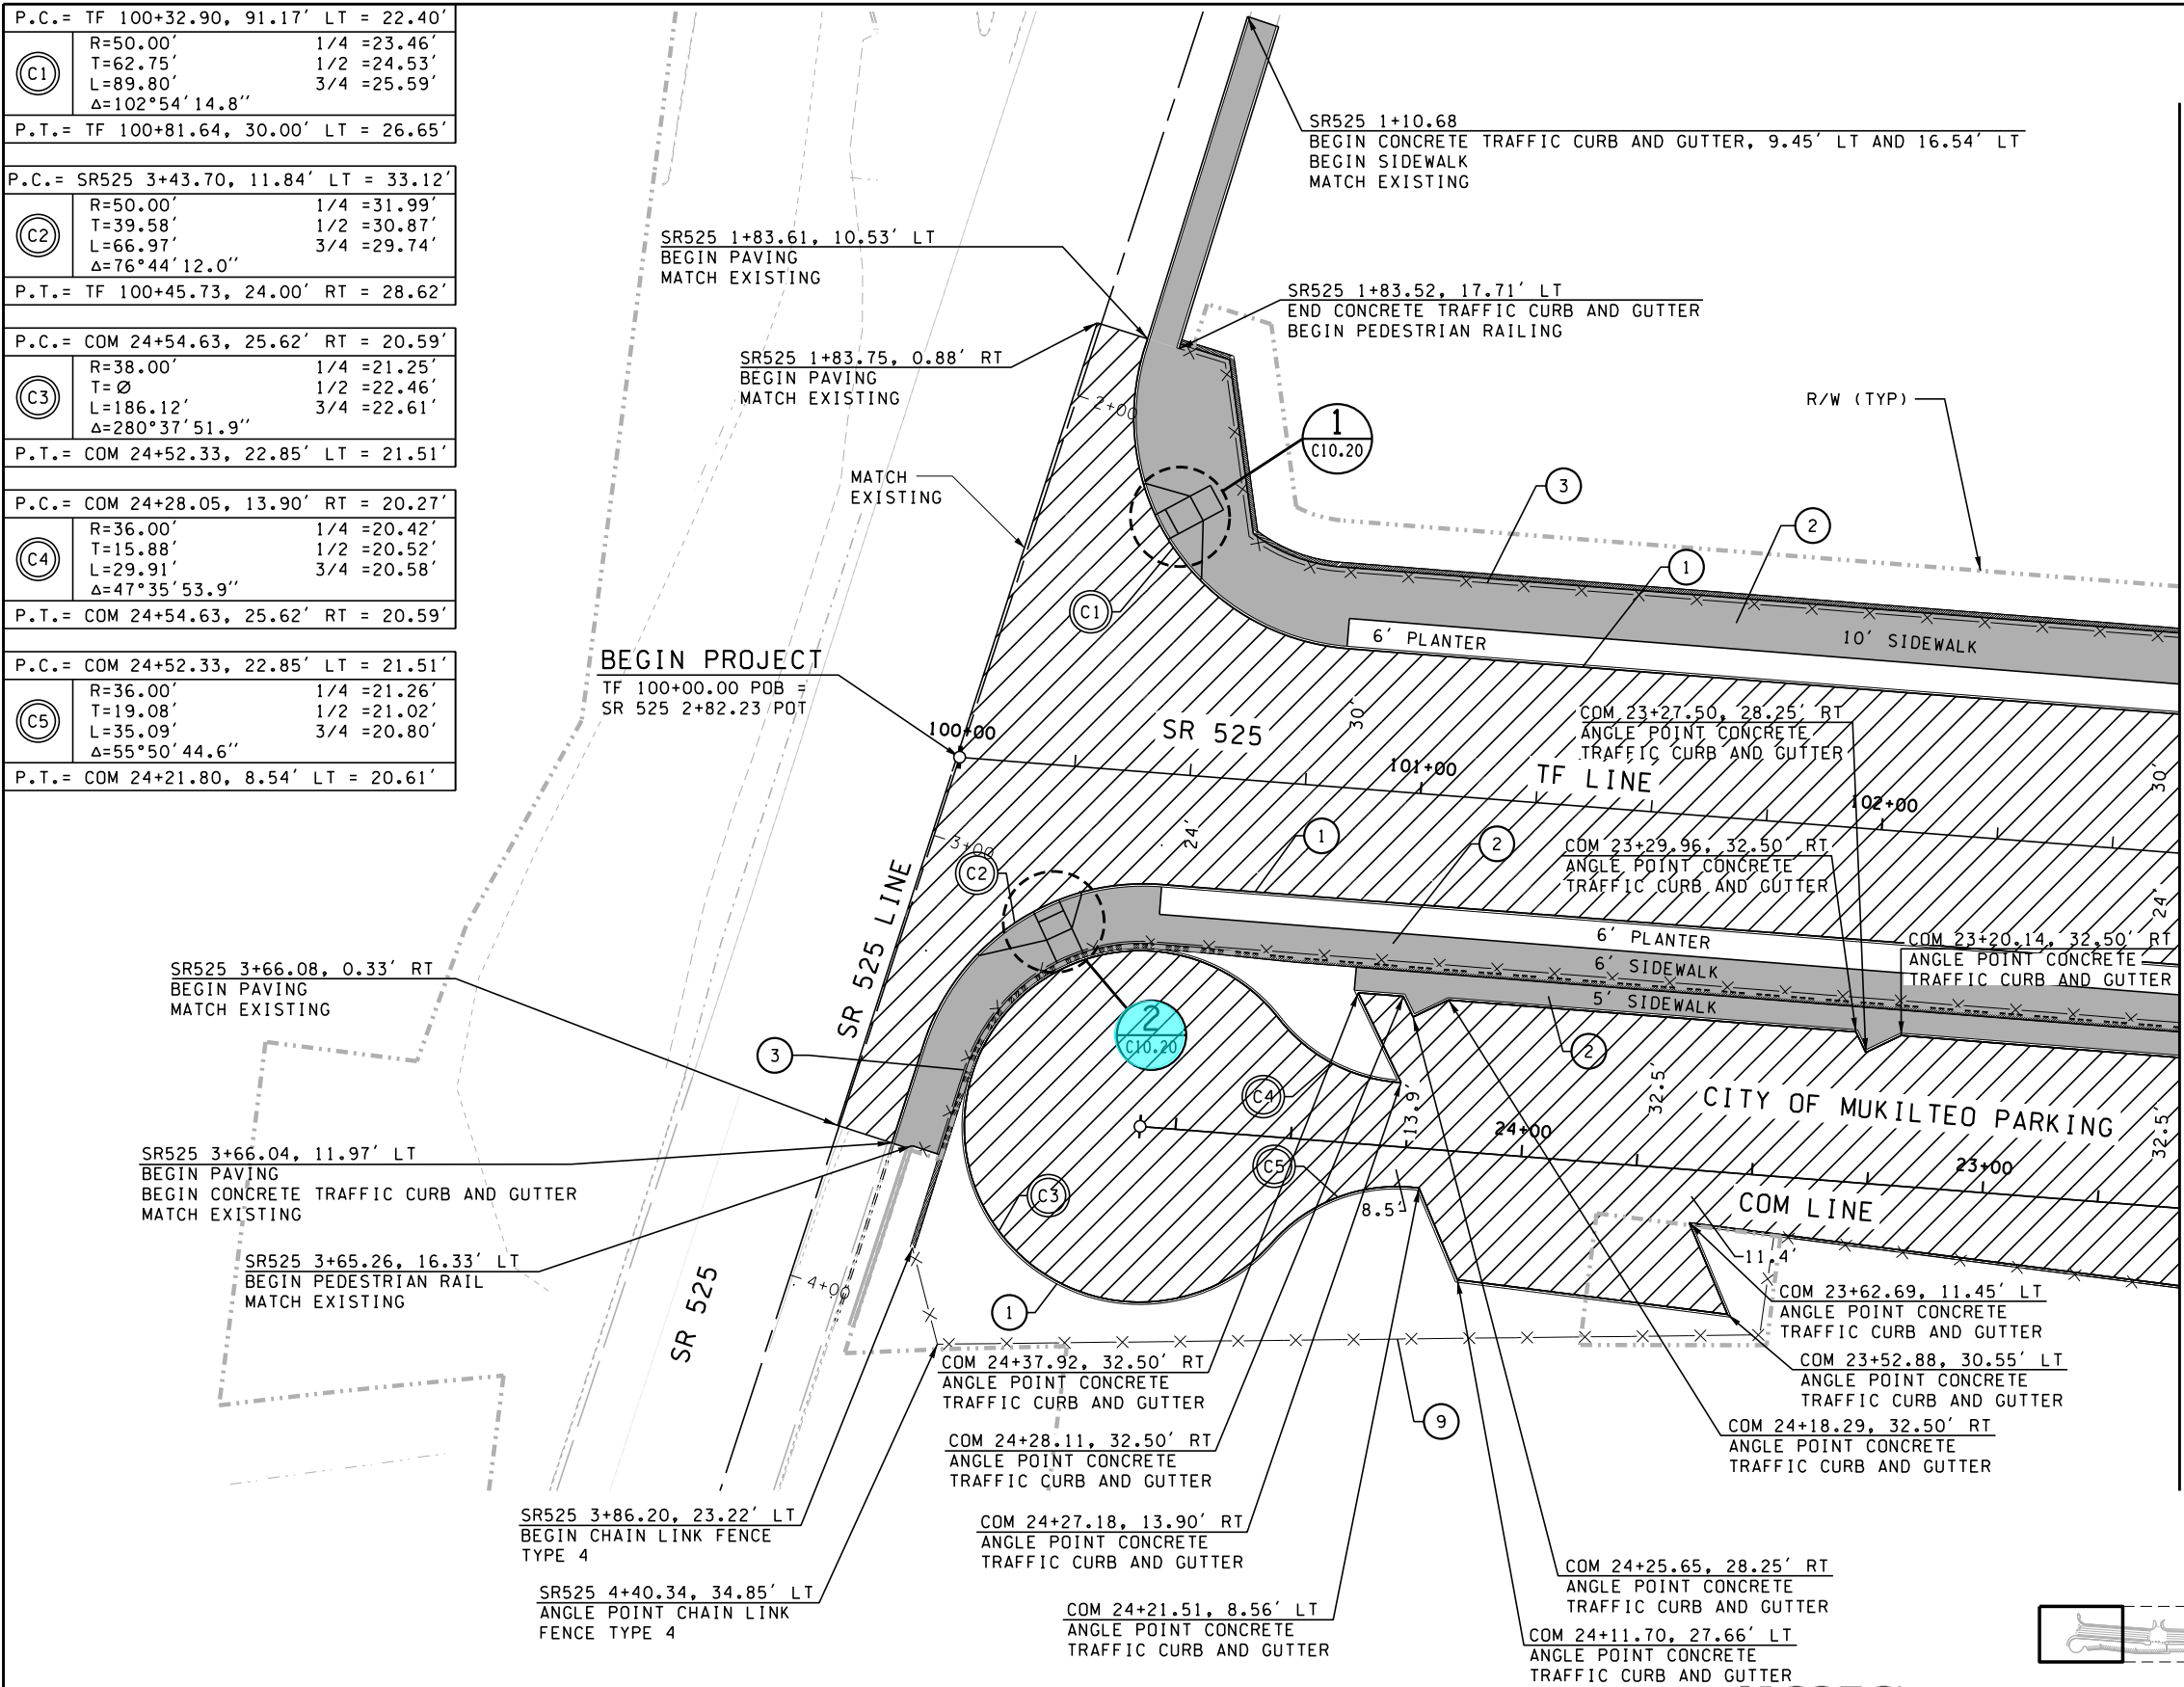 P.C.= TF 100+32.90, 91.17' LT = 22.40'
C1
R=50.00' 1/4 =23.46'
T=62.75' 1/2 =24.53'
L=89.80' 3/4 =25.59'
Δ=102°54'14.8''
P.T.= TF 100+81.64, 30.00' LT = 26.65'
P.C.= SR525 3+43.70, 11.84' LT = 33.12'
C2
R=50.00' 1/4 =31.99'
T=39.58' 1/2 =30.87'
L=66.97' 3/4 =29.74'
Δ=76°44'12.0''
P.T.= TF 100+45.73, 24.00' RT = 28.62'
P.C.= COM 24+54.63, 25.62' RT = 20.59'
C3
R=38.00' 1/4 =21.25'
T=Ø 1/2 =22.46'
L=186.12' 3/4 =22.61'
Δ=280°37'51.9''
P.T.= COM 24+52.33, 22.85' LT = 21.51'
P.C.= COM 24+28.05, 13.90' RT = 20.27'
C4
R=36.00' 1/4 =20.42'
T=15.88' 1/2 =20.52'
L=29.91' 3/4 =20.58'
Δ=47°35'53.9''
P.T.= COM 24+54.63, 25.62' RT = 20.59'
P.C.= COM 24+52.33, 22.85' LT = 21.51'
C5
R=36.00' 1/4 =21.26'
T=19.08' 1/2 =21.02'
L=35.09' 3/4 =20.80'
Δ=55°50'44.6''
P.T.= COM 24+21.80, 8.54' LT = 20.61'
SR525 1+10.68
BEGIN CONCRETE TRAFFIC CURB AND GUTTER, 9.45' LT AND 16.54' LT
BEGIN SIDEWALK
MATCH EXISTING
SR525 1+83.61, 10.53' LT
BEGIN PAVING
MATCH EXISTING
SR525 1+83.52, 17.71' LT
END CONCRETE TRAFFIC CURB AND GUTTER
BEGIN PEDESTRIAN RAILING
SR525 1+83.75, 0.88' RT
BEGIN PAVING
MATCH EXISTING
R/W (TYP)
2+00
1
C10.20
MATCH
EXISTING
3
2
1
C1
6' PLANTER
10' SIDEWALK
BEGIN PROJECT
TF 100+00.00 POB =
SR 525 2+82.23 POT
100+00
SR 525
30'
101+00
TF LINE
COM 23+27.50, 28.25' RT
ANGLE POINT CONCRETE
TRAFFIC CURB AND GUTTER
30'
102+00
3+00
24'
1
2
C2
COM 23+29.96, 32.50' RT
ANGLE POINT CONCRETE
TRAFFIC CURB AND GUTTER
24'
SR 525 LINE
6' PLANTER
6' SIDEWALK
5' SIDEWALK
COM 23+20.14, 32.50' RT
ANGLE POINT CONCRETE
TRAFFIC CURB AND GUTTER
SR525 3+66.08, 0.33' RT
BEGIN PAVING
MATCH EXISTING
3
2
C10.20
2
C4
13.9'
32.5'
CITY OF MUKILTEO PARKING
32.5'
24+00
23+00
C5
C3
8.5'
COM LINE
11.4'
SR525 3+66.04, 11.97' LT
BEGIN PAVING
BEGIN CONCRETE TRAFFIC CURB AND GUTTER
MATCH EXISTING
SR525 3+65.26, 16.33' LT
BEGIN PEDESTRIAN RAIL
MATCH EXISTING
SR 525
4+00
1
COM 23+62.69, 11.45' LT
ANGLE POINT CONCRETE
TRAFFIC CURB AND GUTTER
COM 24+37.92, 32.50' RT
ANGLE POINT CONCRETE
TRAFFIC CURB AND GUTTER
COM 23+52.88, 30.55' LT
ANGLE POINT CONCRETE
TRAFFIC CURB AND GUTTER
9
COM 24+28.11, 32.50' RT
ANGLE POINT CONCRETE
TRAFFIC CURB AND GUTTER
COM 24+18.29, 32.50' RT
ANGLE POINT CONCRETE
TRAFFIC CURB AND GUTTER
SR525 3+86.20, 23.22' LT
BEGIN CHAIN LINK FENCE
TYPE 4
COM 24+27.18, 13.90' RT
ANGLE POINT CONCRETE
TRAFFIC CURB AND GUTTER
COM 24+25.65, 28.25' RT
ANGLE POINT CONCRETE
TRAFFIC CURB AND GUTTER
SR525 4+40.34, 34.85' LT
ANGLE POINT CHAIN LINK
FENCE TYPE 4
COM 24+21.51, 8.56' LT
ANGLE POINT CONCRETE
TRAFFIC CURB AND GUTTER
COM 24+11.70, 27.66' LT
ANGLE POINT CONCRETE
TRAFFIC CURB AND GUTTER